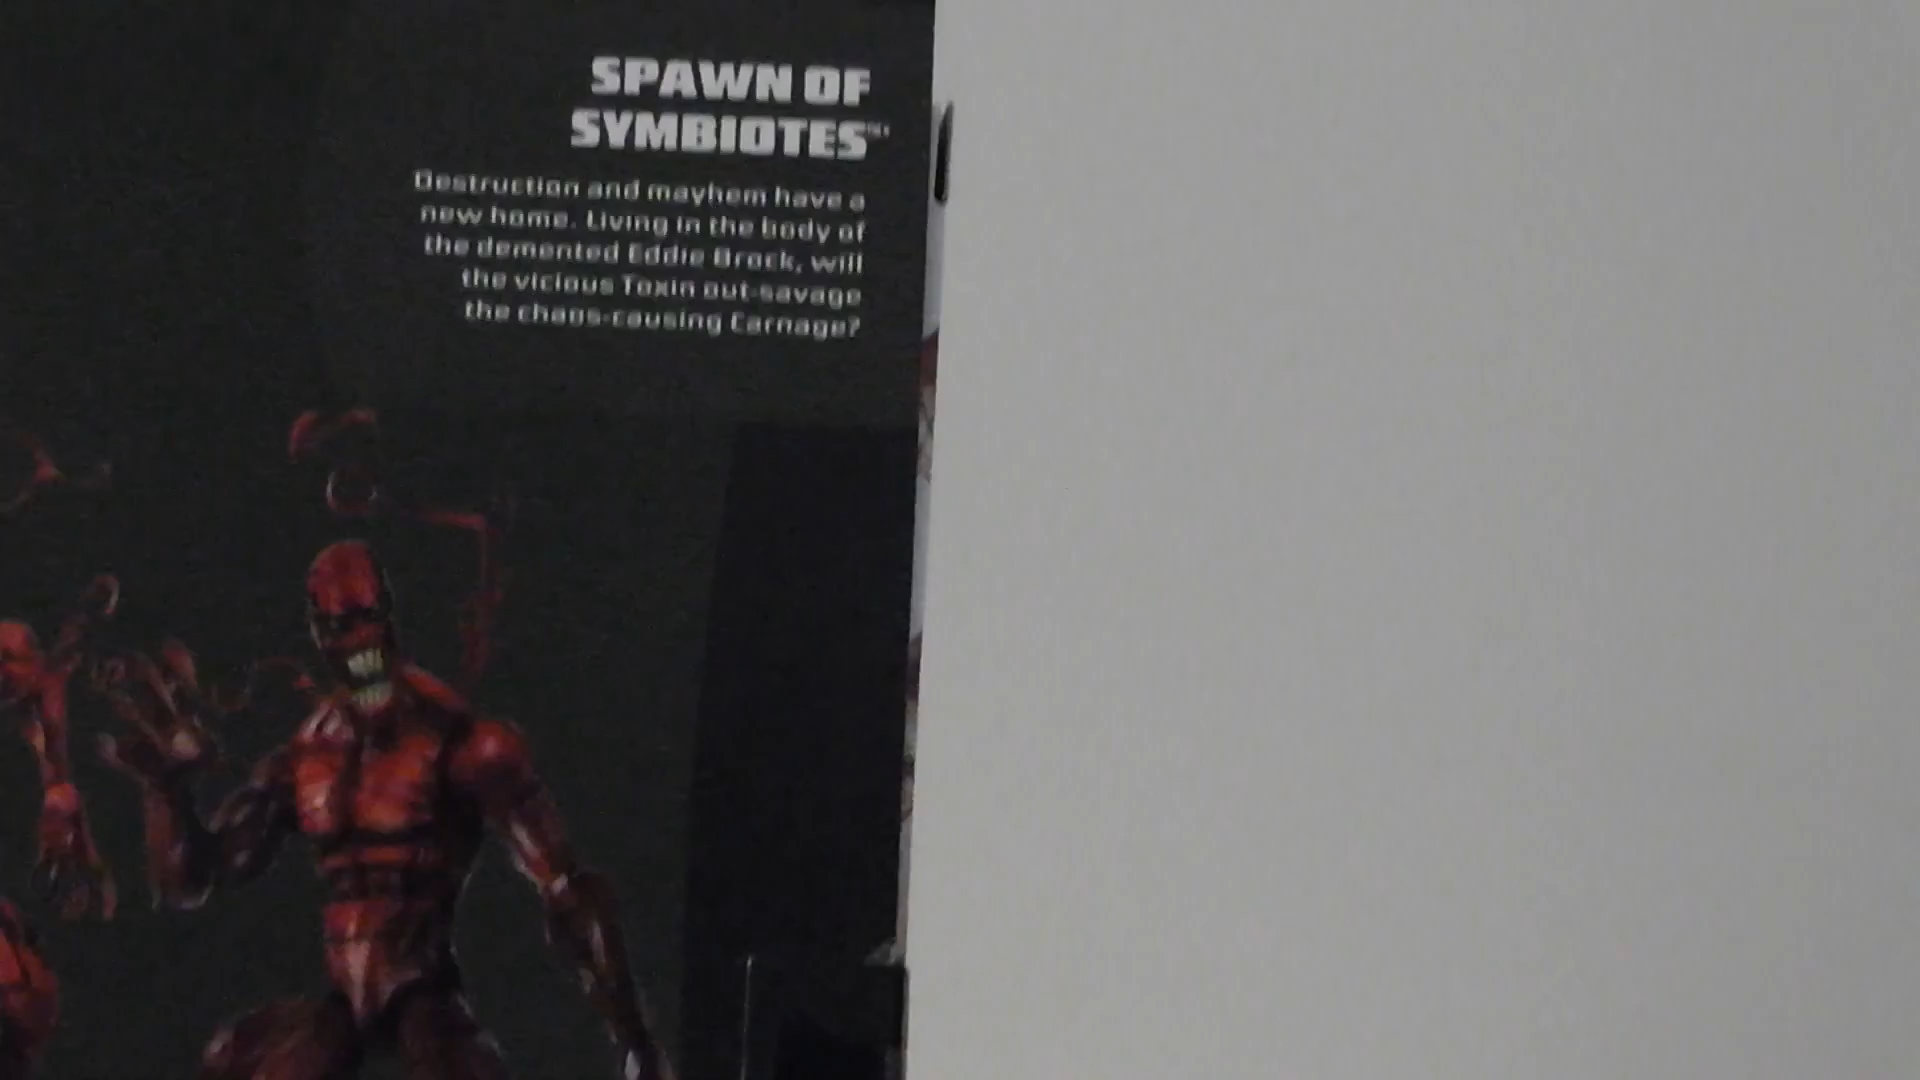 SPAWN OF
SYMBIOTES™
Destruction and mayhem have a
new home. Living in the body of
the demented Eddie Brock, will
the vicious Toxin out-savage
the chaos-causing Carnage?